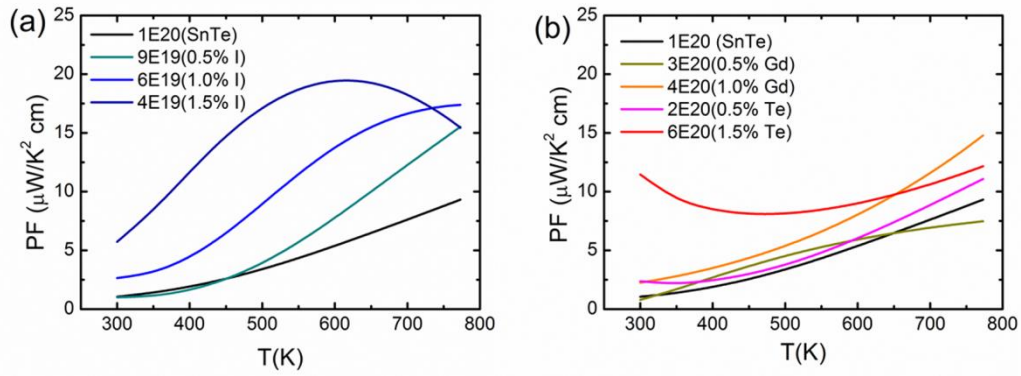 (a)
25
20
15
10
5
0
PF (μW/K² cm)
1E20(SnTe)
9E19(0.5% I)
6E19(1.0% I)
4E19(1.5% I)
300 400 500 600 700 800
T(K)
(b)
25
20
15
10
5
0
PF (μW/K² cm)
1E20 (SnTe)
3E20(0.5% Gd)
4E20(1.0% Gd)
2E20(0.5% Te)
6E20(1.5% Te)
300 400 500 600 700 800
T(K)